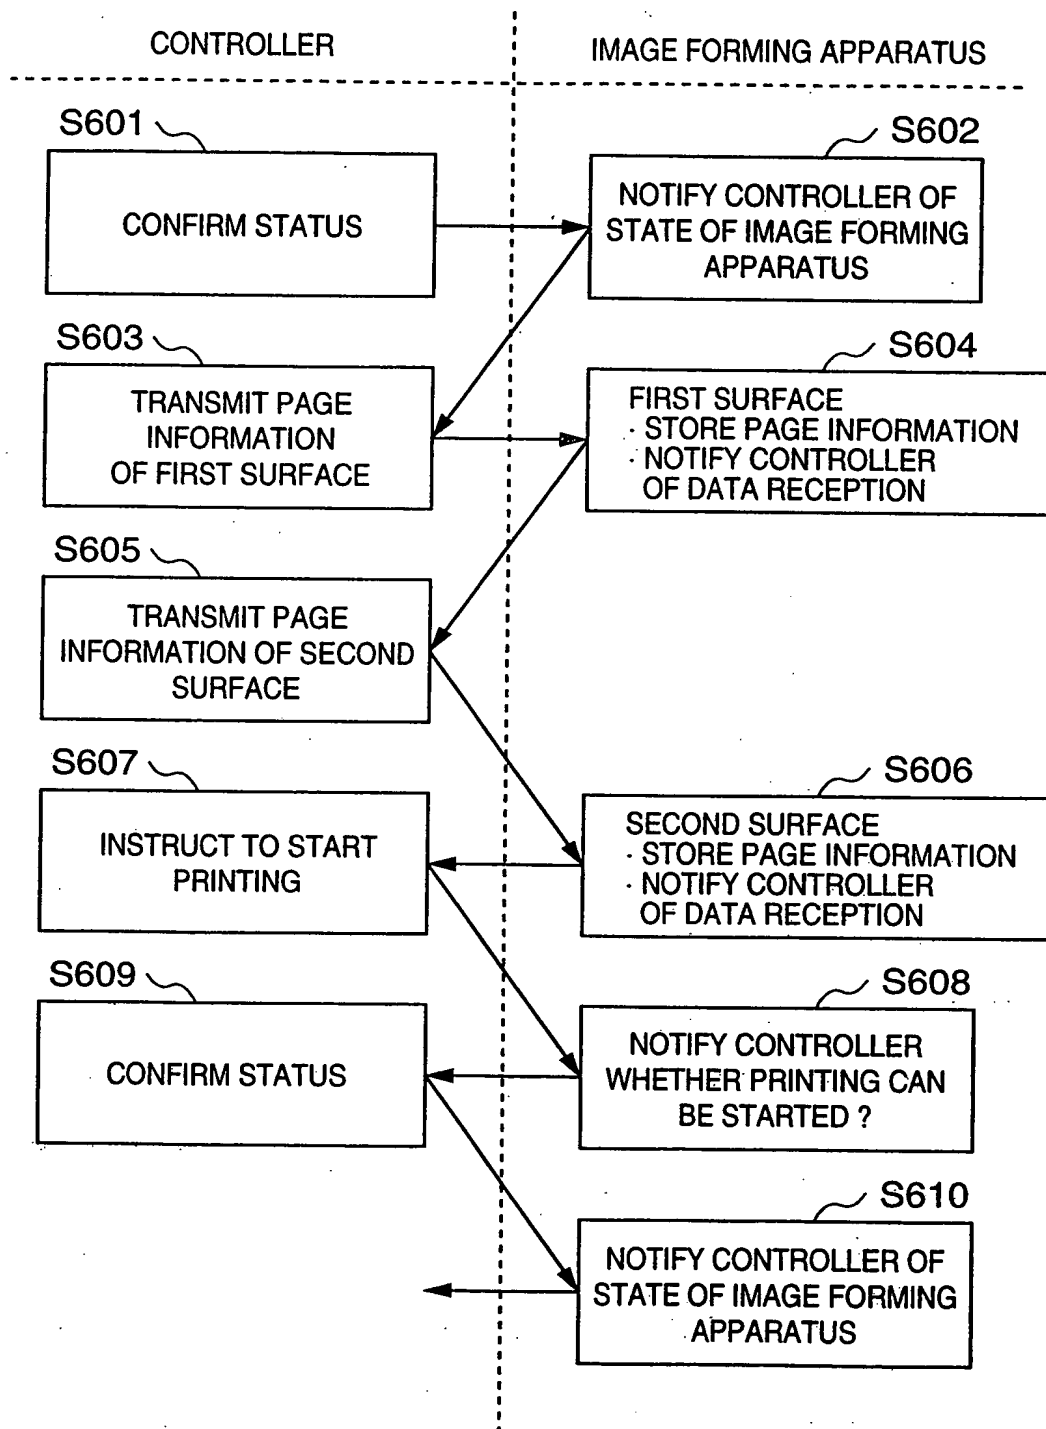 CONTROLLER
IMAGE FORMING APPARATUS
S601
CONFIRM STATUS
S602
NOTIFY CONTROLLER OF
STATE OF IMAGE FORMING
APPARATUS
S603
TRANSMIT PAGE
INFORMATION
OF FIRST SURFACE
S604
FIRST SURFACE
· STORE PAGE INFORMATION
· NOTIFY CONTROLLER
OF DATA RECEPTION
S605
TRANSMIT PAGE
INFORMATION OF SECOND
SURFACE
S606
SECOND SURFACE
· STORE PAGE INFORMATION
· NOTIFY CONTROLLER
OF DATA RECEPTION
S607
INSTRUCT TO START
PRINTING
S608
NOTIFY CONTROLLER
WHETHER PRINTING CAN
BE STARTED ?
S609
CONFIRM STATUS
S610
NOTIFY CONTROLLER OF
STATE OF IMAGE FORMING
APPARATUS